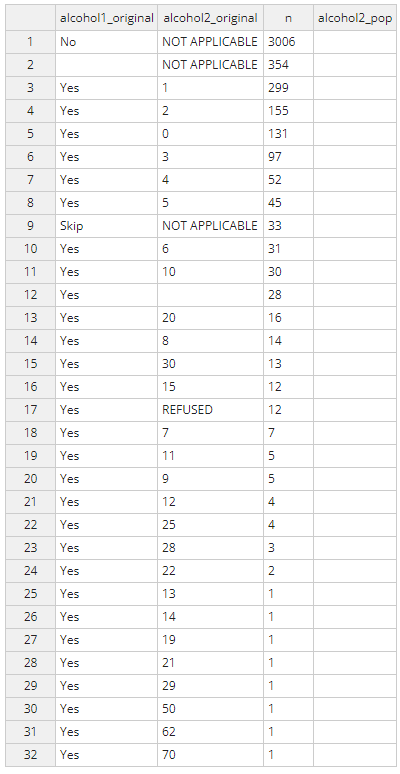 alcohol1_original alcohol2_original n alcohol2_pop
1 No NOT APPLICABLE 3006
2 NOT APPLICABLE 354
3 Yes 1 299
4 Yes 2 155
5 Yes 0 131
6 Yes 3 97
7 Yes 4 52
8 Yes 5 45
9 Skip NOT APPLICABLE 33
10 Yes 6 31
11 Yes 10 30
12 Yes 28
13 Yes 20 16
14 Yes 8 14
15 Yes 30 13
16 Yes 15 12
17 Yes REFUSED 12
18 Yes 7 7
19 Yes 11 5
20 Yes 9 5
21 Yes 12 4
22 Yes 25 4
23 Yes 28 3
24 Yes 22 2
25 Yes 13 1
26 Yes 14 1
27 Yes 19 1
28 Yes 21 1
29 Yes 29 1
30 Yes 50 1
31 Yes 62 1
32 Yes 70 1